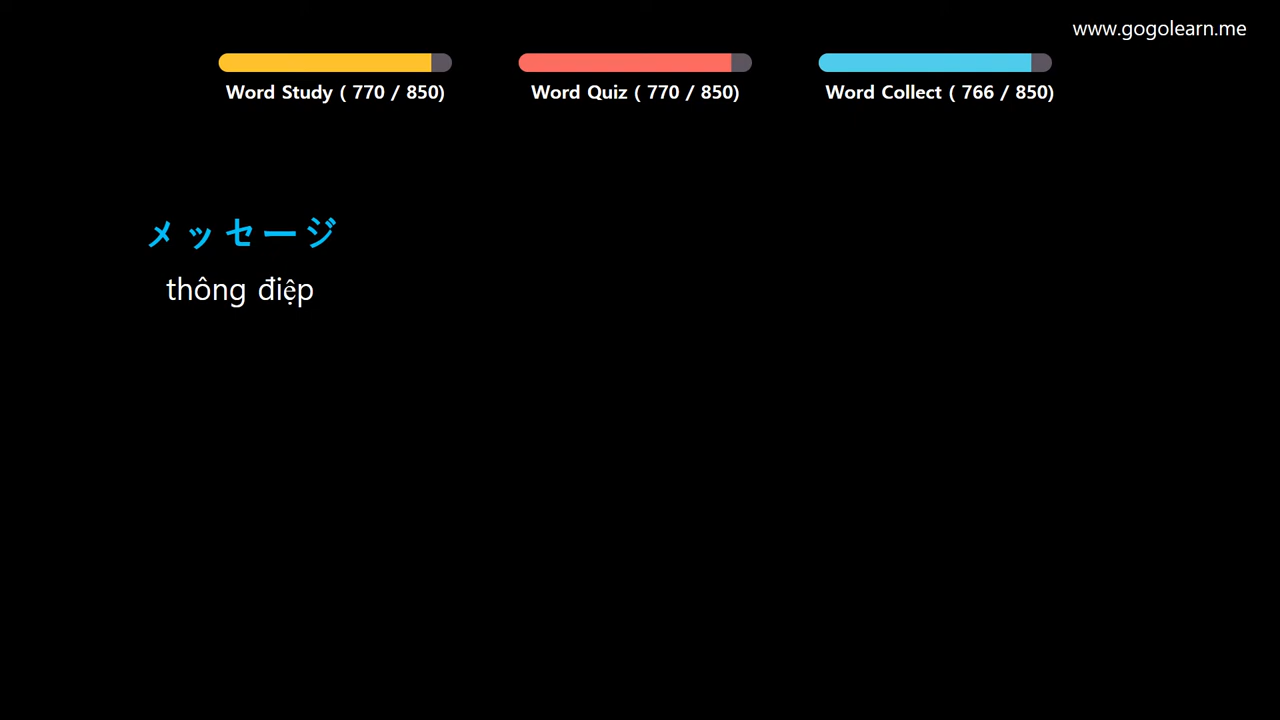 www.gogolearn.me
Word Study ( 770 / 850)
Word Quiz ( 770 / 850)
Word Collect ( 766 / 850)
メッセージ
thông điệp